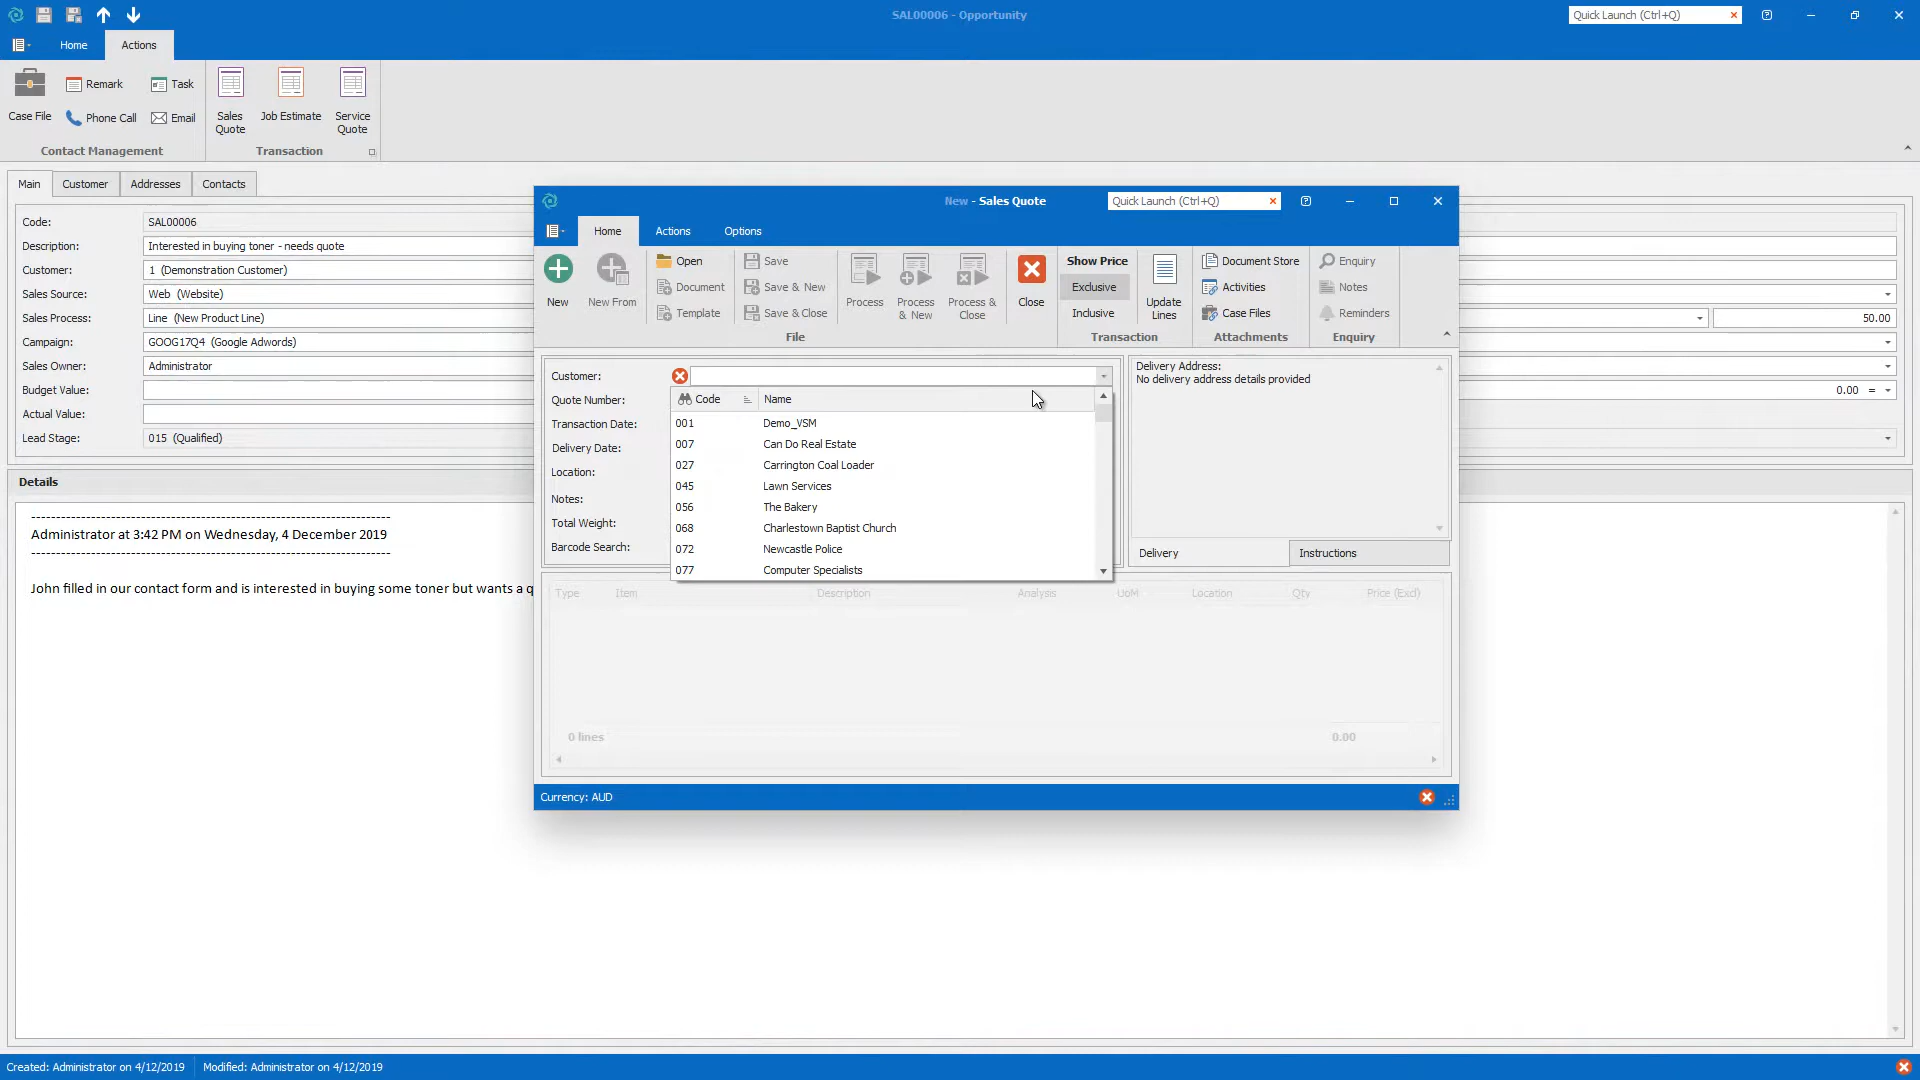 SAL00006 - Opportunity
Quick Launch (Ctrl+Q)
Home
Actions
Case File
Remark
Task
Phone Call
Email
Contact Management
Sales
Quote
Job Estimate
Service
Quote
Transaction
Main
Customer
Addresses
Contacts
Code:
SAL00006
Description:
Interested in buying toner - needs quote
Customer:
1 (Demonstration Customer)
Sales Source:
Web (Website)
Sales Process:
Line (New Product Line)
50.00
Campaign:
GOOG17Q4 (Google Adwords)
Sales Owner:
Administrator
Budget Value:
0.00 =
Actual Value:
Lead Stage:
015 (Qualified)
Details
--------------------------------------------------------------------------
Administrator at 3:42 PM on Wednesday, 4 December 2019
--------------------------------------------------------------------------
John filled in our contact form and is interested in buying some toner but wants a q
New - Sales Quote
Quick Launch (Ctrl+Q)
Home
Actions
Options
New
New From
Open
Document
Template
Save
Save & New
Save & Close
File
Process
Process
& New
Process &
Close
Close
Show Price
Exclusive
Inclusive
Update
Lines
Transaction
Document Store
Activities
Case Files
Attachments
Enquiry
Notes
Reminders
Enquiry
Customer:
Quote Number:
Transaction Date:
Delivery Date:
Location:
Notes:
Total Weight:
Barcode Search:
Code Name
001 Demo_VSM
007 Can Do Real Estate
027 Carrington Coal Loader
045 Lawn Services
056 The Bakery
068 Charlestown Baptist Church
072 Newcastle Police
077 Computer Specialists
Delivery Address:
No delivery address details provided
Delivery
Instructions
Type Item Description Analysis UoM Location Qty Price (Excl)
0 lines 0.00
Currency: AUD
Created: Administrator on 4/12/2019 Modified: Administrator on 4/12/2019